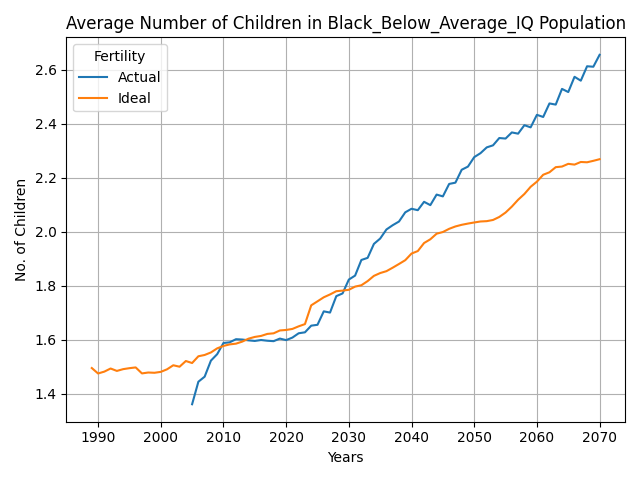 Average Number of Children in Black_Below_Average_IQ Population
Fertility
Actual
Ideal
No. of Children
2.6
2.4
2.2
2.0
1.8
1.6
1.4
1990 2000 2010 2020 2030 2040 2050 2060 2070
Years